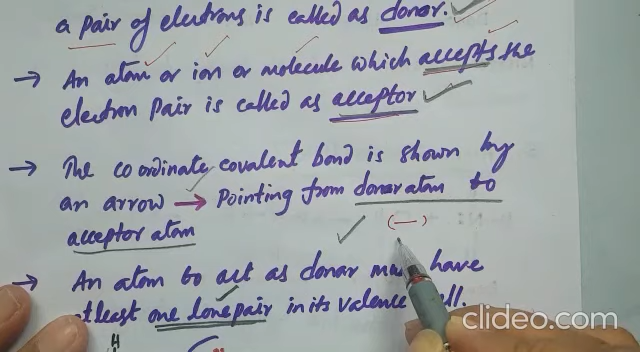 a pair of electrons is called as donor.
→ An atom or ion or molecule which accepts the
electron pair is called as acceptor
→ The coordinate covalent bond is shown by
an arrow → Pointing from donor atom to
acceptor atom
(—)
→ An atom to act as donar must have
atleast one lone pair in its valence
H
clideo.com